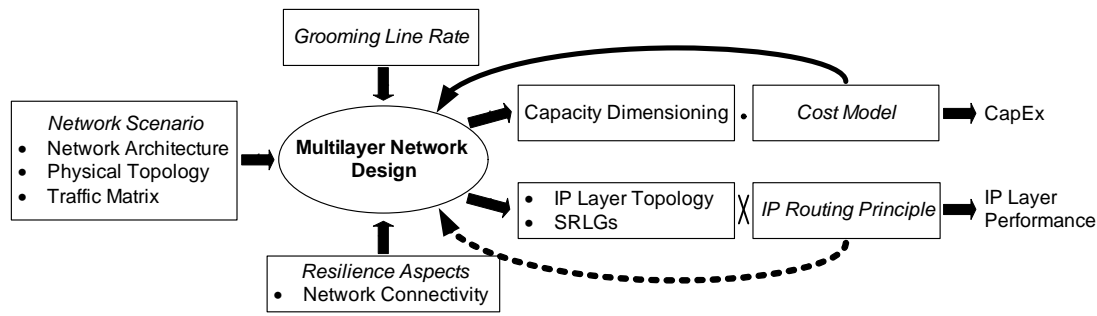 Grooming Line Rate
Network Scenario
• Network Architecture
• Physical Topology
• Traffic Matrix
Multilayer Network
Design
Capacity Dimensioning
•
Cost Model
CapEx
• IP Layer Topology
• SRLGs
X
IP Routing Principle
IP Layer
Performance
Resilience Aspects
• Network Connectivity